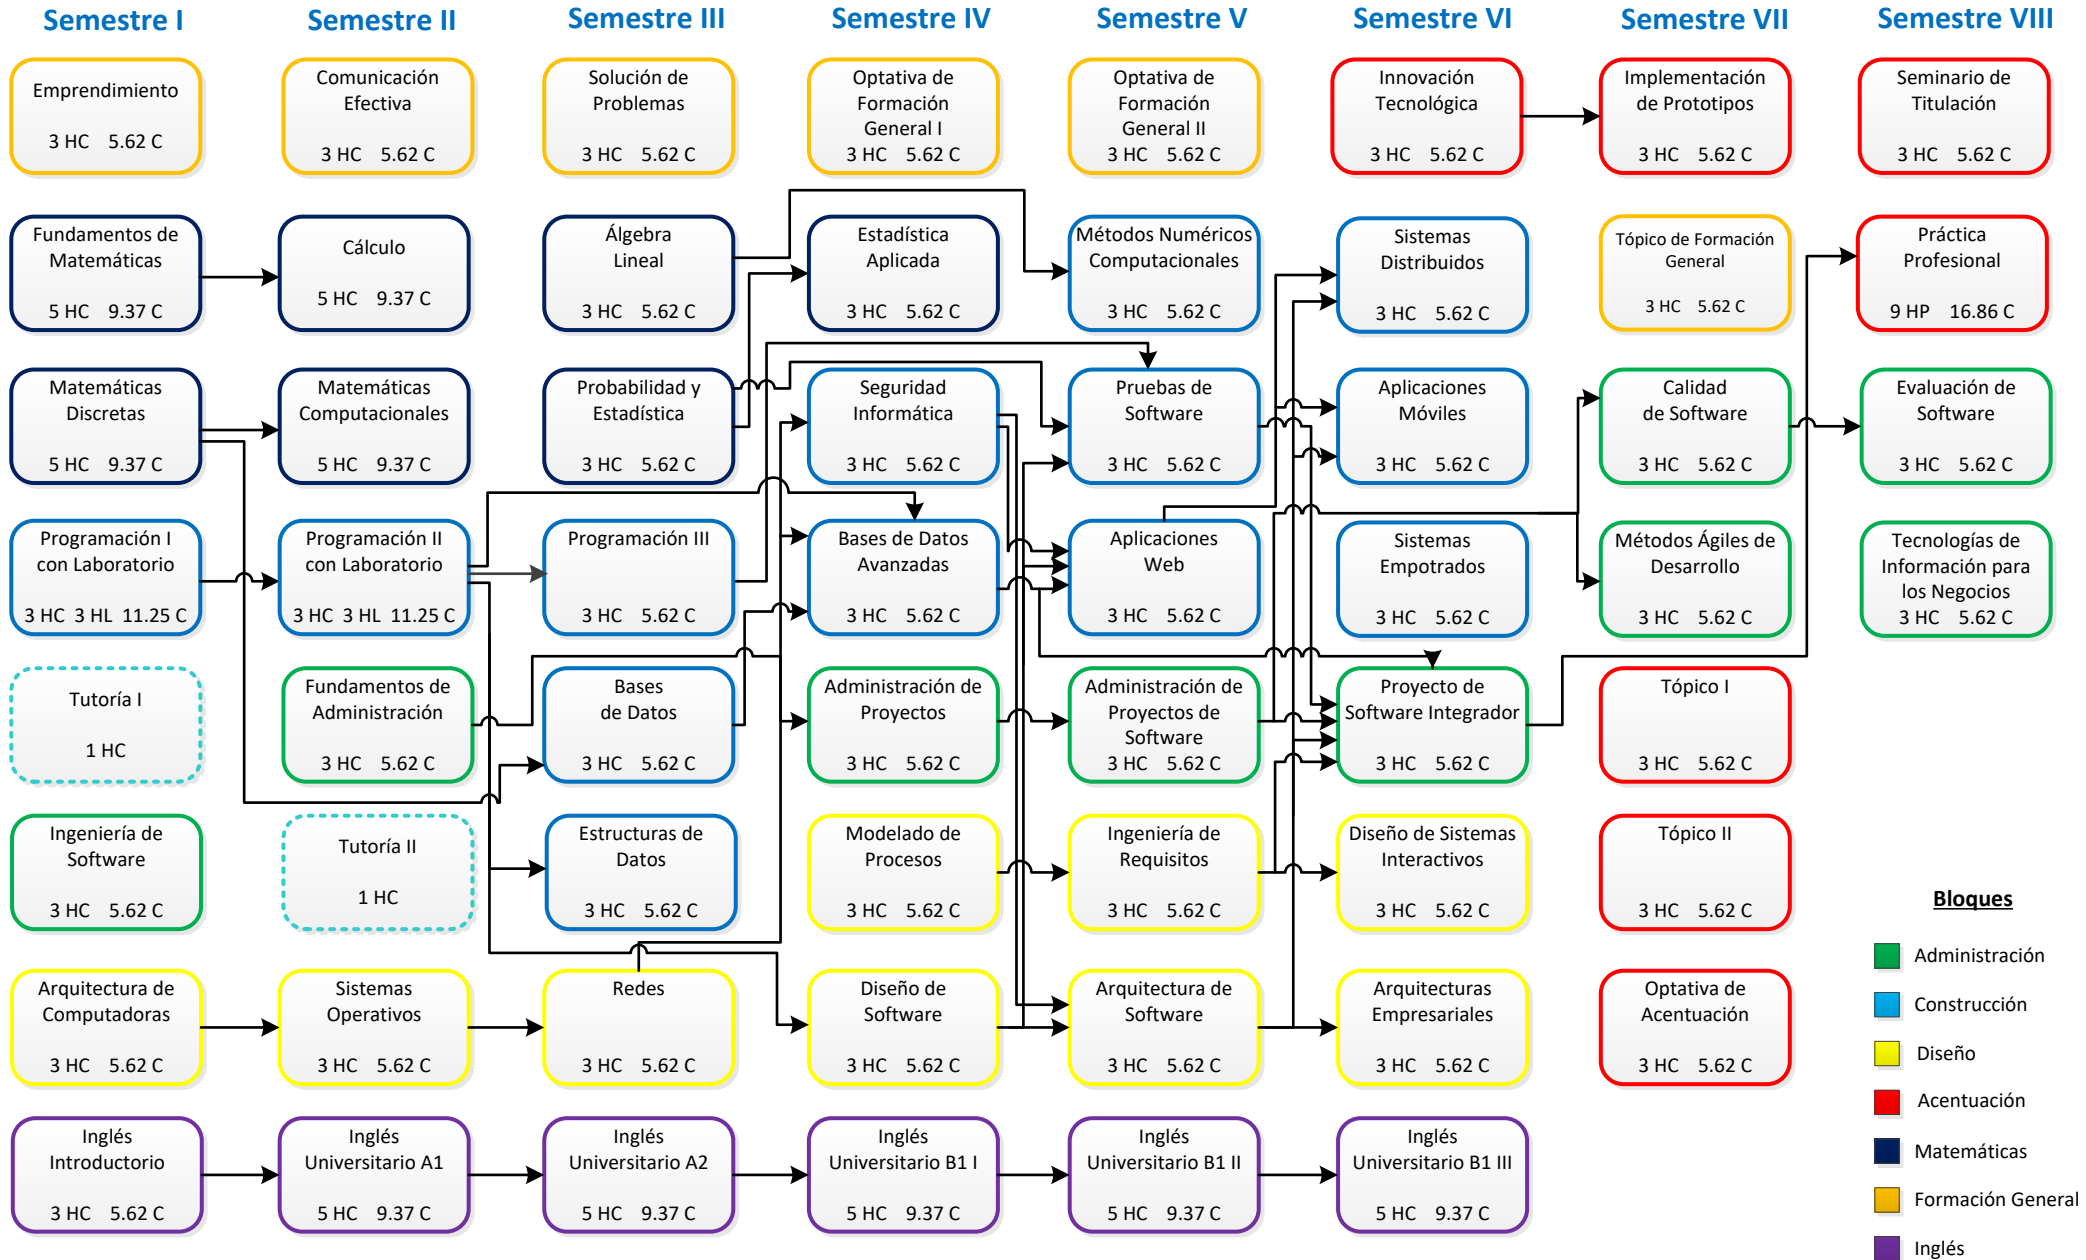 Semestre I
Semestre II
Semestre III
Semestre IV
Semestre V
Semestre VI
Semestre VII
Semestre VIII
Emprendimiento
3 HC 5.62 C
Comunicación
Efectiva
3 HC 5.62 C
Solución de
Problemas
3 HC 5.62 C
Optativa de
Formación
General I
3 HC 5.62 C
Optativa de
Formación
General II
3 HC 5.62 C
Innovación
Tecnológica
3 HC 5.62 C
Implementación
de Prototipos
3 HC 5.62 C
Seminario de
Titulación
3 HC 5.62 C
Fundamentos de
Matemáticas
5 HC 9.37 C
Cálculo
5 HC 9.37 C
Álgebra
Lineal
3 HC 5.62 C
Estadística
Aplicada
3 HC 5.62 C
Métodos Numéricos
Computacionales
3 HC 5.62 C
Sistemas
Distribuidos
3 HC 5.62 C
Tópico de Formación
General
3 HC 5.62 C
Práctica
Profesional
9 HP 16.86 C
Matemáticas
Discretas
5 HC 9.37 C
Matemáticas
Computacionales
5 HC 9.37 C
Probabilidad y
Estadística
3 HC 5.62 C
Seguridad
Informática
3 HC 5.62 C
Pruebas de
Software
3 HC 5.62 C
Aplicaciones
Móviles
3 HC 5.62 C
Calidad
de Software
3 HC 5.62 C
Evaluación de
Software
3 HC 5.62 C
Programación I
con Laboratorio
3 HC 3 HL 11.25 C
Programación II
con Laboratorio
3 HC 3 HL 11.25 C
Programación III
3 HC 5.62 C
Bases de Datos
Avanzadas
3 HC 5.62 C
Aplicaciones
Web
3 HC 5.62 C
Sistemas
Empotrados
3 HC 5.62 C
Métodos Ágiles de
Desarrollo
3 HC 5.62 C
Tecnologías de
Información para
los Negocios
3 HC 5.62 C
Tutoría I
1 HC
Fundamentos de
Administración
3 HC 5.62 C
Bases
de Datos
3 HC 5.62 C
Administración de
Proyectos
3 HC 5.62 C
Administración de
Proyectos de
Software
3 HC 5.62 C
Proyecto de
Software Integrador
3 HC 5.62 C
Tópico I
3 HC 5.62 C
Ingeniería de
Software
3 HC 5.62 C
Tutoría II
1 HC
Estructuras de
Datos
3 HC 5.62 C
Modelado de
Procesos
3 HC 5.62 C
Ingeniería de
Requisitos
3 HC 5.62 C
Diseño de Sistemas
Interactivos
3 HC 5.62 C
Tópico II
3 HC 5.62 C
Arquitectura de
Computadoras
3 HC 5.62 C
Sistemas
Operativos
3 HC 5.62 C
Redes
3 HC 5.62 C
Diseño de
Software
3 HC 5.62 C
Arquitectura de
Software
3 HC 5.62 C
Arquitecturas
Empresariales
3 HC 5.62 C
Optativa de
Acentuación
3 HC 5.62 C
Inglés
Introductorio
3 HC 5.62 C
Inglés
Universitario A1
5 HC 9.37 C
Inglés
Universitario A2
5 HC 9.37 C
Inglés
Universitario B1 I
5 HC 9.37 C
Inglés
Universitario B1 II
5 HC 9.37 C
Inglés
Universitario B1 III
5 HC 9.37 C
Bloques
Administración
Construcción
Diseño
Acentuación
Matemáticas
Formación General
Inglés